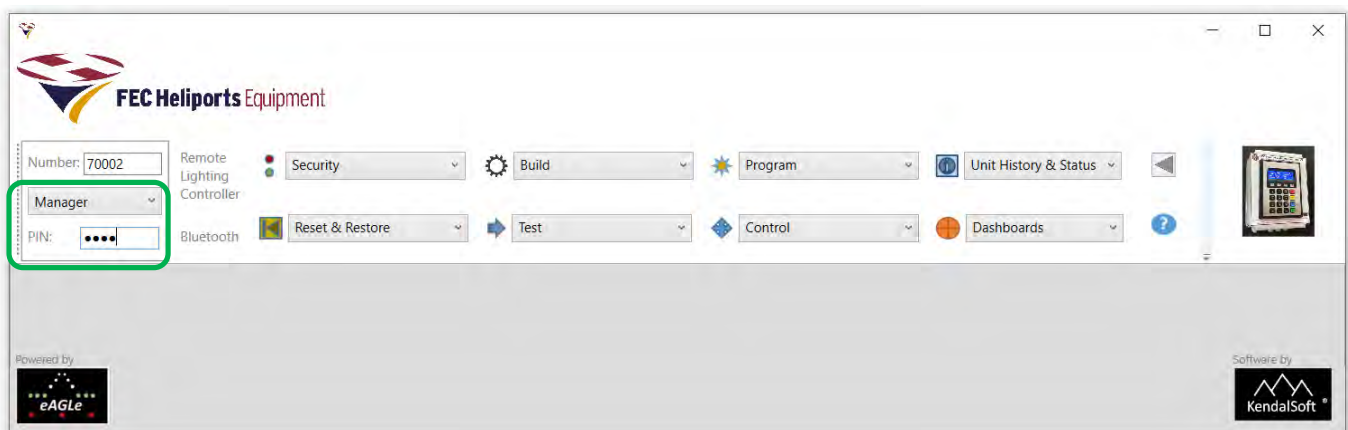 FEC Heliports Equipment
Number: 70002
Remote
Lighting
Controller
Security
Build
Program
Unit History & Status
Manager
PIN: ••••
Bluetooth
Reset & Restore
Test
Control
Dashboards
?
Powered by
eAGLe
Software by
KendalSoft